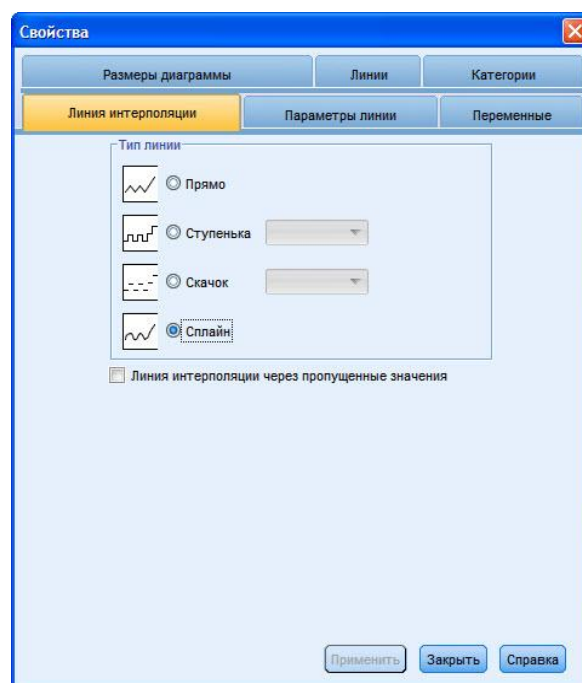 Свойства
Размеры диаграммы Линии Категории
Линия интерполяции Параметры линии Переменные
Тип линии
Прямо
Ступенька
Скачок
Сплайн
Линия интерполяции через пропущенные значения
Применить Закрыть Справка